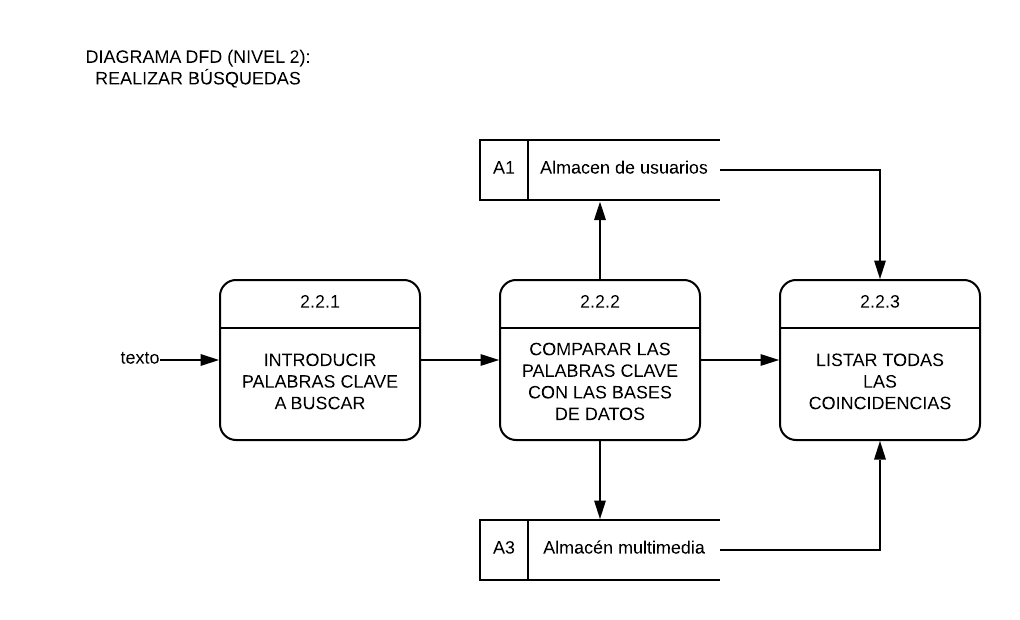 DIAGRAMA DFD (NIVEL 2):
REALIZAR BÚSQUEDAS
A1
Almacen de usuarios
2.2.1
2.2.2
2.2.3
texto
INTRODUCIR
PALABRAS CLAVE
A BUSCAR
COMPARAR LAS
PALABRAS CLAVE
CON LAS BASES
DE DATOS
LISTAR TODAS
LAS
COINCIDENCIAS
A3
Almacén multimedia